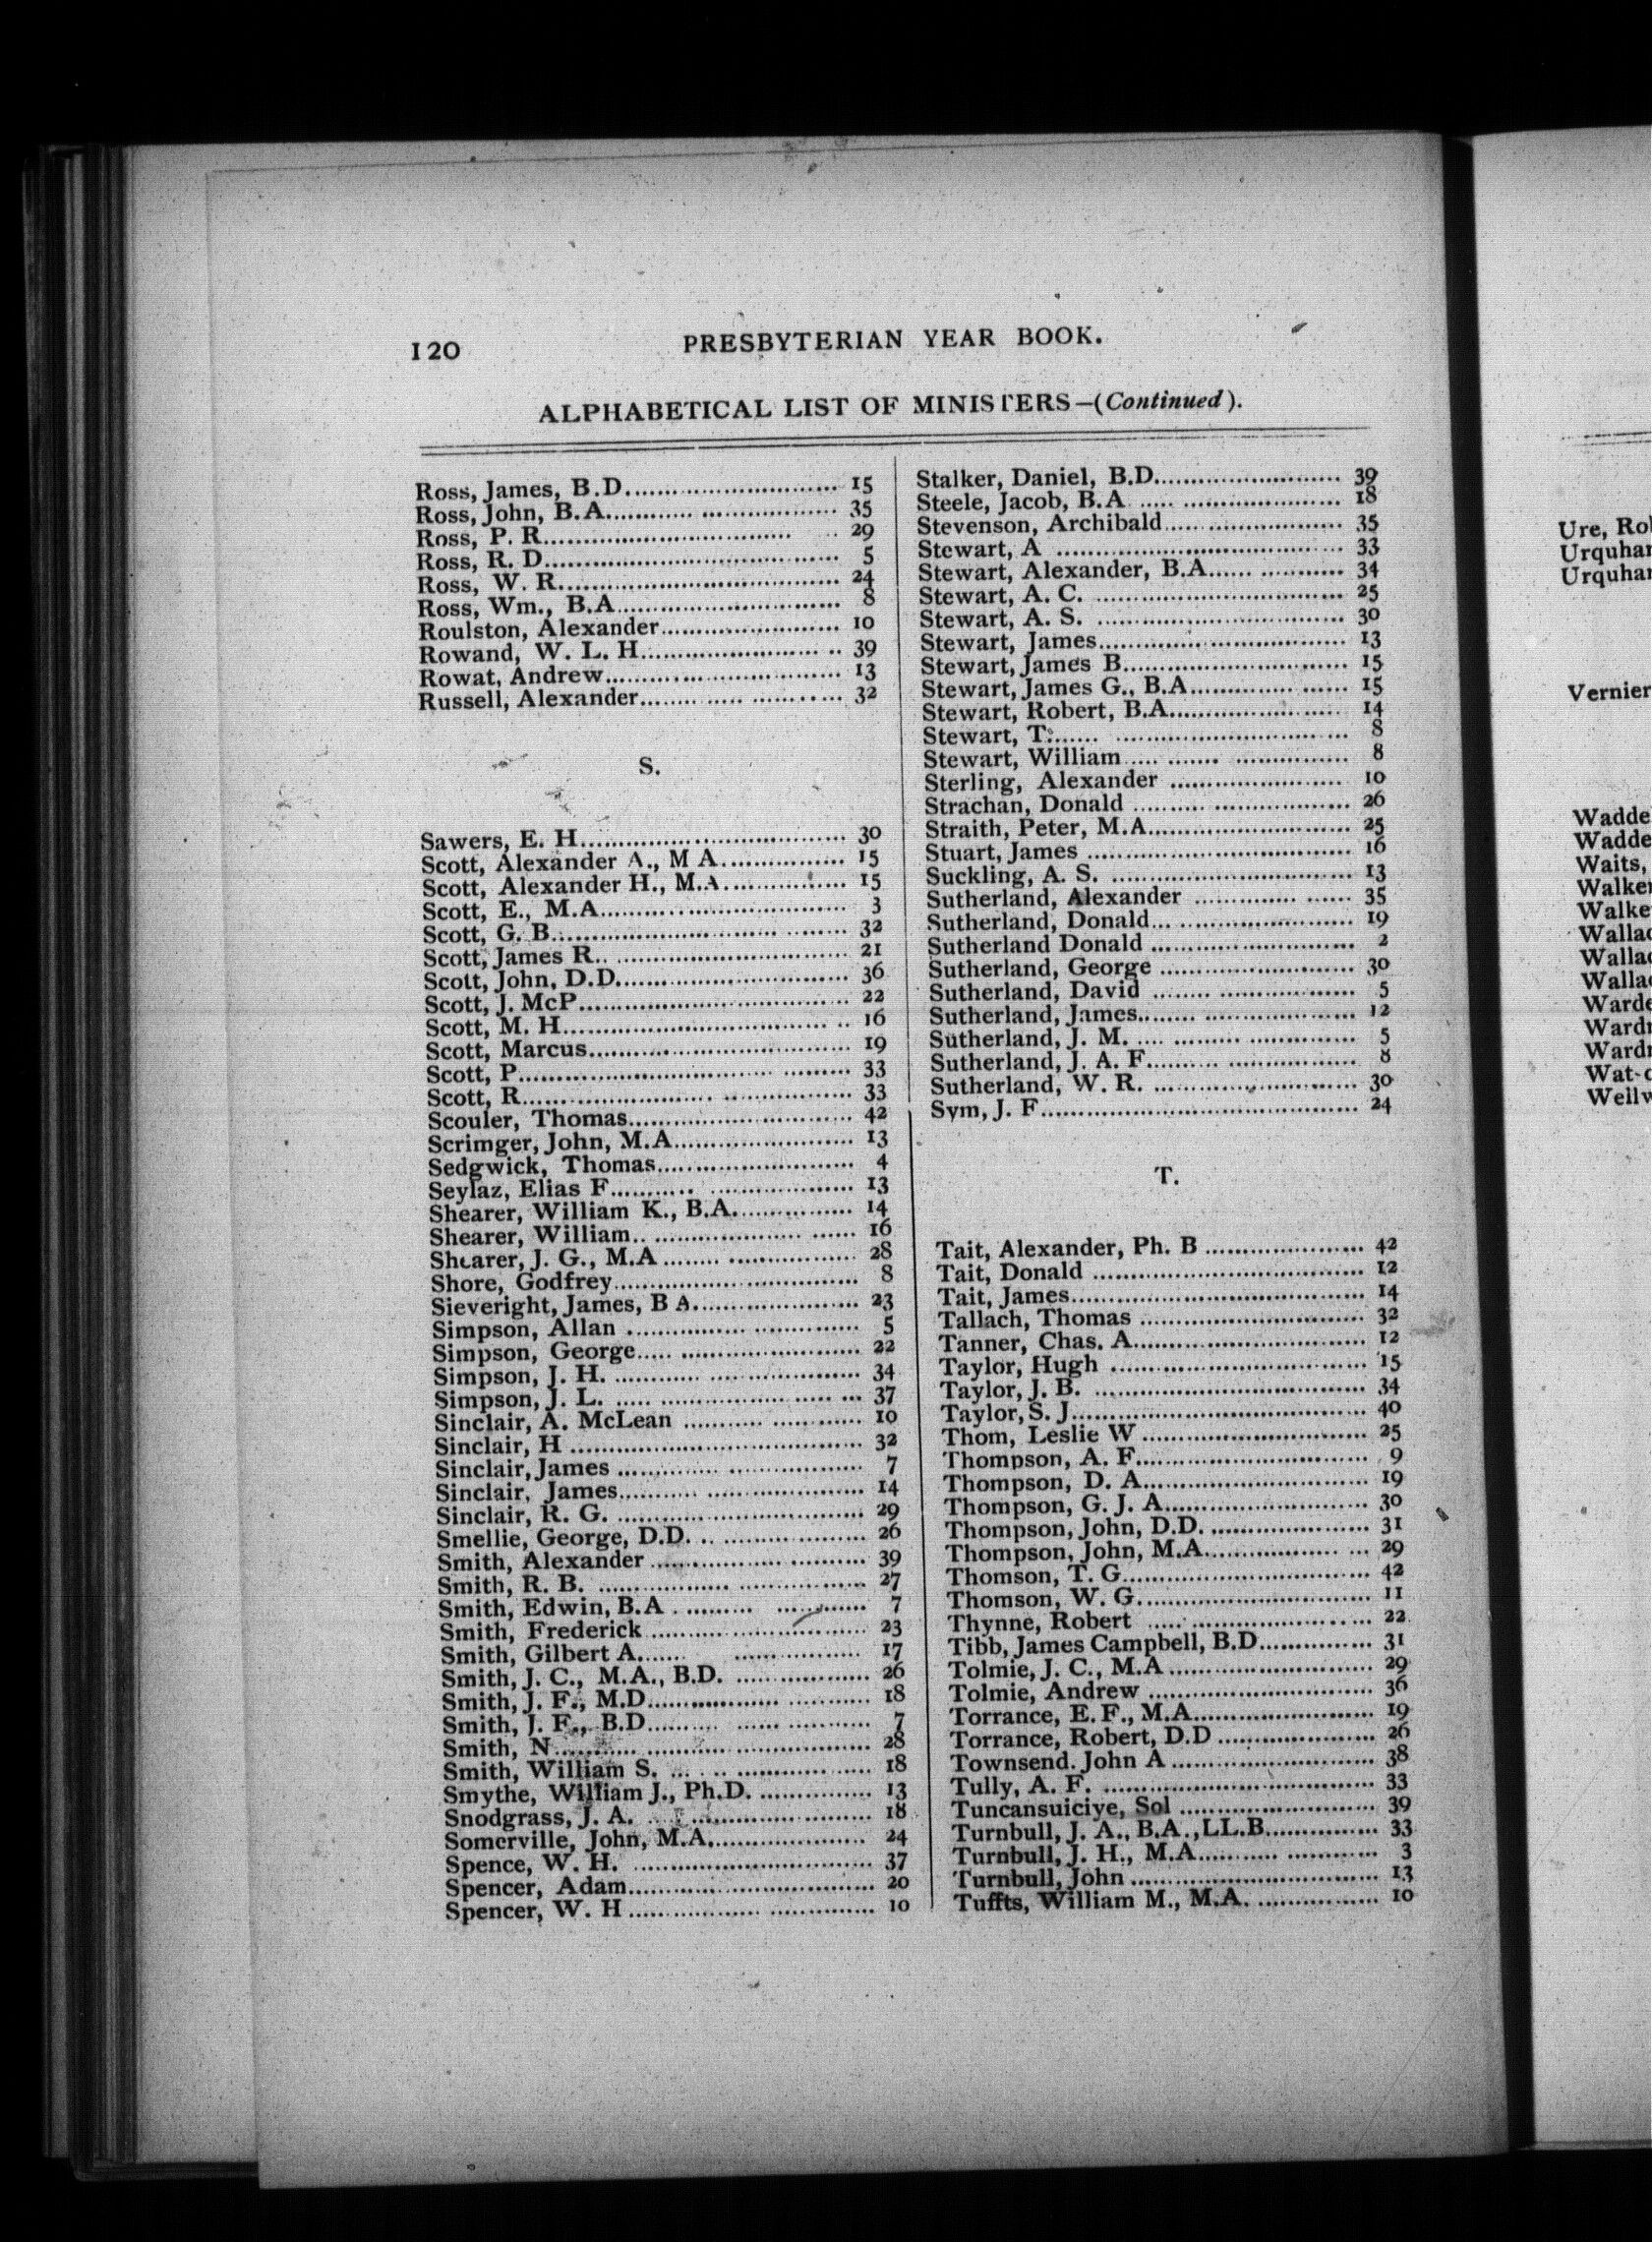 120
PRESBYTERIAN YEAR BOOK.
ALPHABETICAL LIST OF MINISTERS—(Continued).
Ross, James, B.D. 15
Ross, John, B.A. 35
Ross, P. R. 29
Ross, R. D. 5
Ross, W. R. 24
Ross, Wm., B.A. 8
Roulston, Alexander 10
Rowand, W. L. H. 39
Rowat, Andrew 13
Russell, Alexander 32
S.
Sawers, E. H. 30
Scott, Alexander A., M A. 15
Scott, Alexander H., M.A. 15
Scott, E., M.A. 3
Scott, G. B. 32
Scott, James R. 21
Scott, John, D.D. 36
Scott, J. McP. 22
Scott, M. H. 16
Scott, Marcus 19
Scott, P. 33
Scott, R. 33
Scouler, Thomas 42
Scrimger, John, M.A. 13
Sedgwick, Thomas 4
Seylaz, Elias F. 13
Shearer, William K., B.A. 14
Shearer, William 16
Shearer, J. G., M.A 28
Shore, Godfrey 8
Sieveright, James, B A. 23
Simpson, Allan 5
Simpson, George 22
Simpson, J. H. 34
Simpson, J. L. 37
Sinclair, A. McLean 10
Sinclair, H 32
Sinclair, James 7
Sinclair, James 14
Sinclair, R. G. 29
Smellie, George, D.D. 26
Smith, Alexander 39
Smith, R. B. 27
Smith, Edwin, B.A. 7
Smith, Frederick 23
Smith, Gilbert A. 17
Smith, J. C., M.A., B.D. 26
Smith, J. F., M.D. 18
Smith, J. F., B.D. 7
Smith, N. 28
Smith, William S. 18
Smythe, William J., Ph.D. 13
Snodgrass, J. A. 18
Somerville, John, M.A. 24
Spence, W. H. 37
Spencer, Adam 20
Spencer, W. H 10
Stalker, Daniel, B.D. 39
Steele, Jacob, B.A. 18
Stevenson, Archibald 35
Stewart, A 33
Stewart, Alexander, B.A. 34
Stewart, A. C. 25
Stewart, A. S. 30
Stewart, James 13
Stewart, James B. 15
Stewart, James G., B.A. 15
Stewart, Robert, B.A. 14
Stewart, T. 8
Stewart, William 8
Sterling, Alexander 10
Strachan, Donald 26
Straith, Peter, M.A. 25
Stuart, James 16
Suckling, A. S. 13
Sutherland, Alexander 35
Sutherland, Donald 19
Sutherland Donald 2
Sutherland, George 30
Sutherland, David 5
Sutherland, James 12
Sutherland, J. M. 5
Sutherland, J. A. F. 8
Sutherland, W. R. 30
Sym, J. F. 24
T.
Tait, Alexander, Ph. B 42
Tait, Donald 12
Tait, James 14
Tallach, Thomas 32
Tanner, Chas. A. 12
Taylor, Hugh 15
Taylor, J. B. 34
Taylor, S. J. 40
Thom, Leslie W 25
Thompson, A. F. 9
Thompson, D. A. 19
Thompson, G. J. A. 30
Thompson, John, D.D. 31
Thompson, John, M.A. 29
Thomson, T. G. 42
Thomson, W. G. 11
Thynne, Robert 22
Tibb, James Campbell, B.D. 31
Tolmie, J. C., M.A 29
Tolmie, Andrew 36
Torrance, E. F., M.A. 19
Torrance, Robert, D.D 26
Townsend. John A 38
Tully, A. F. 33
Tuncansuiciye, Sol 39
Turnbull, J. A., B.A., LL.B. 33
Turnbull, J. H., M.A. 3
Turnbull, John 13
Tuffts, William M., M.A. 10
Ure,
Urquhar
Urquhar
Vernier
Wadde
Wadde
Waits,
Walker
Walke
Wallac
Wallac
Wallac
Warde
Wardr
Wardr
Wellw